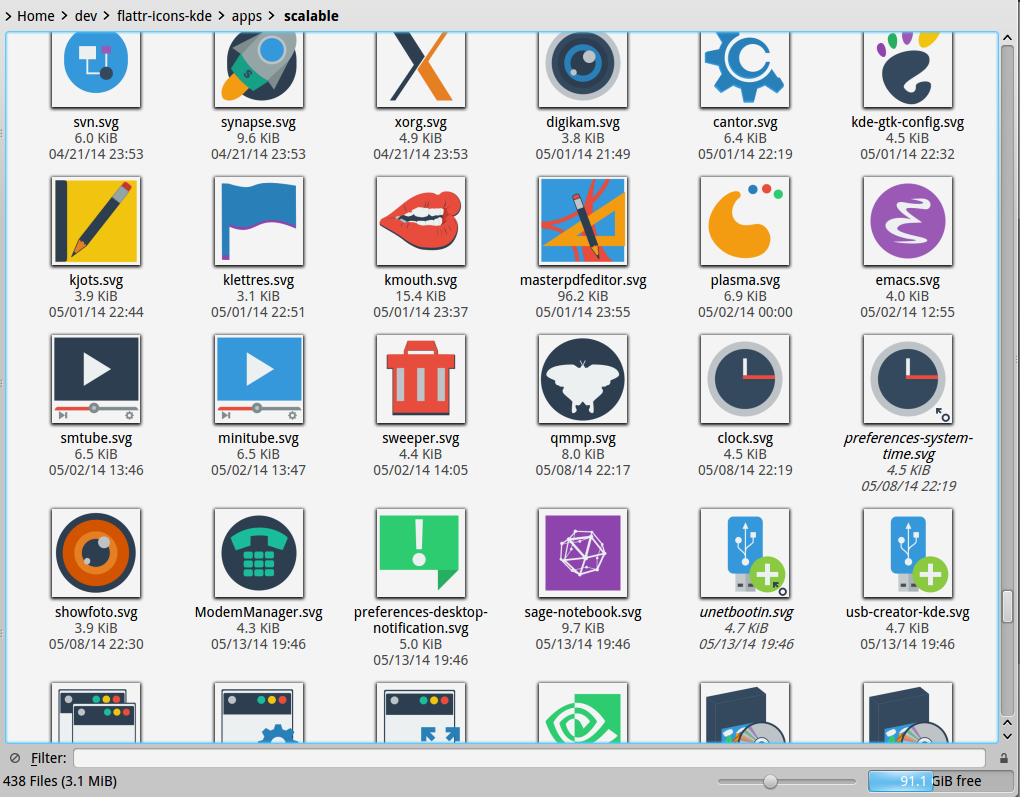 Home > dev > flattr-icons-kde > apps > scalable
svn.svg synapse.svg xorg.svg digikam.svg cantor.svg kde-gtk-config.svg
6.0 KiB 9.6 KiB 4.9 KiB 3.8 KiB 6.4 KiB 4.5 KiB
04/21/14 23:53 04/21/14 23:53 04/21/14 23:53 05/01/14 21:49 05/01/14 22:19 05/01/14 22:32
kjots.svg klettres.svg kmouth.svg masterpdfeditor.svg plasma.svg emacs.svg
3.9 KiB 3.1 KiB 15.4 KiB 96.2 KiB 6.9 KiB 4.0 KiB
05/01/14 22:44 05/01/14 22:51 05/01/14 23:37 05/01/14 23:55 05/02/14 00:00 05/02/14 12:55
smtube.svg minitube.svg sweeper.svg qmmp.svg clock.svg preferences-system-
6.5 KiB 6.5 KiB 4.4 KiB 8.0 KiB 4.5 KiB time.svg
05/02/14 13:46 05/02/14 13:47 05/02/14 14:05 05/08/14 22:17 05/08/14 22:19 4.5 KiB
05/08/14 22:19
showfoto.svg ModemManager.svg preferences-desktop- sage-notebook.svg unetbootin.svg usb-creator-kde.svg
3.9 KiB 4.3 KiB notification.svg 9.7 KiB 4.7 KiB 4.7 KiB
05/08/14 22:30 05/13/14 19:46 5.0 KiB 05/13/14 19:46 05/13/14 19:46 05/13/14 19:46
05/13/14 19:46
Filter:
438 Files (3.1 MiB) 91.1 GiB free